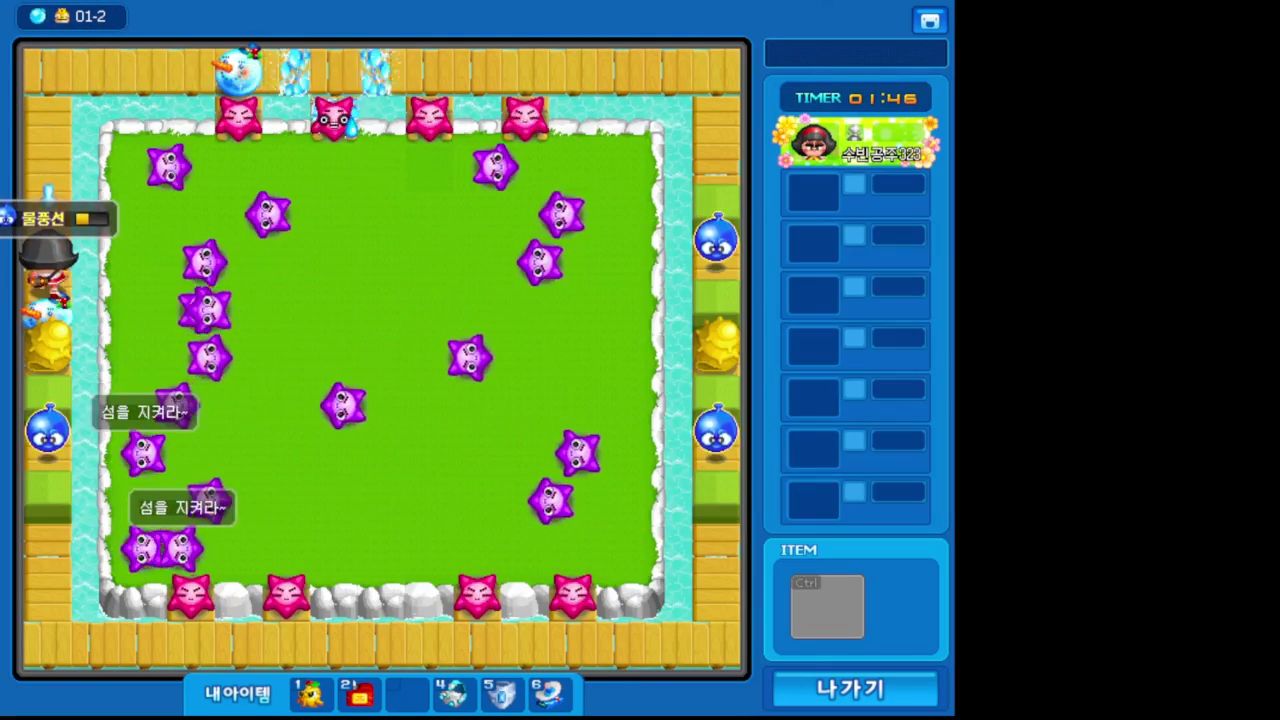 01-2
TIMER 01:46
수빈공주323
물풍선
섬을 지켜라~
섬을 지켜라~
ITEM
Ctrl
내아이템 1 2 4 5 6
나가기